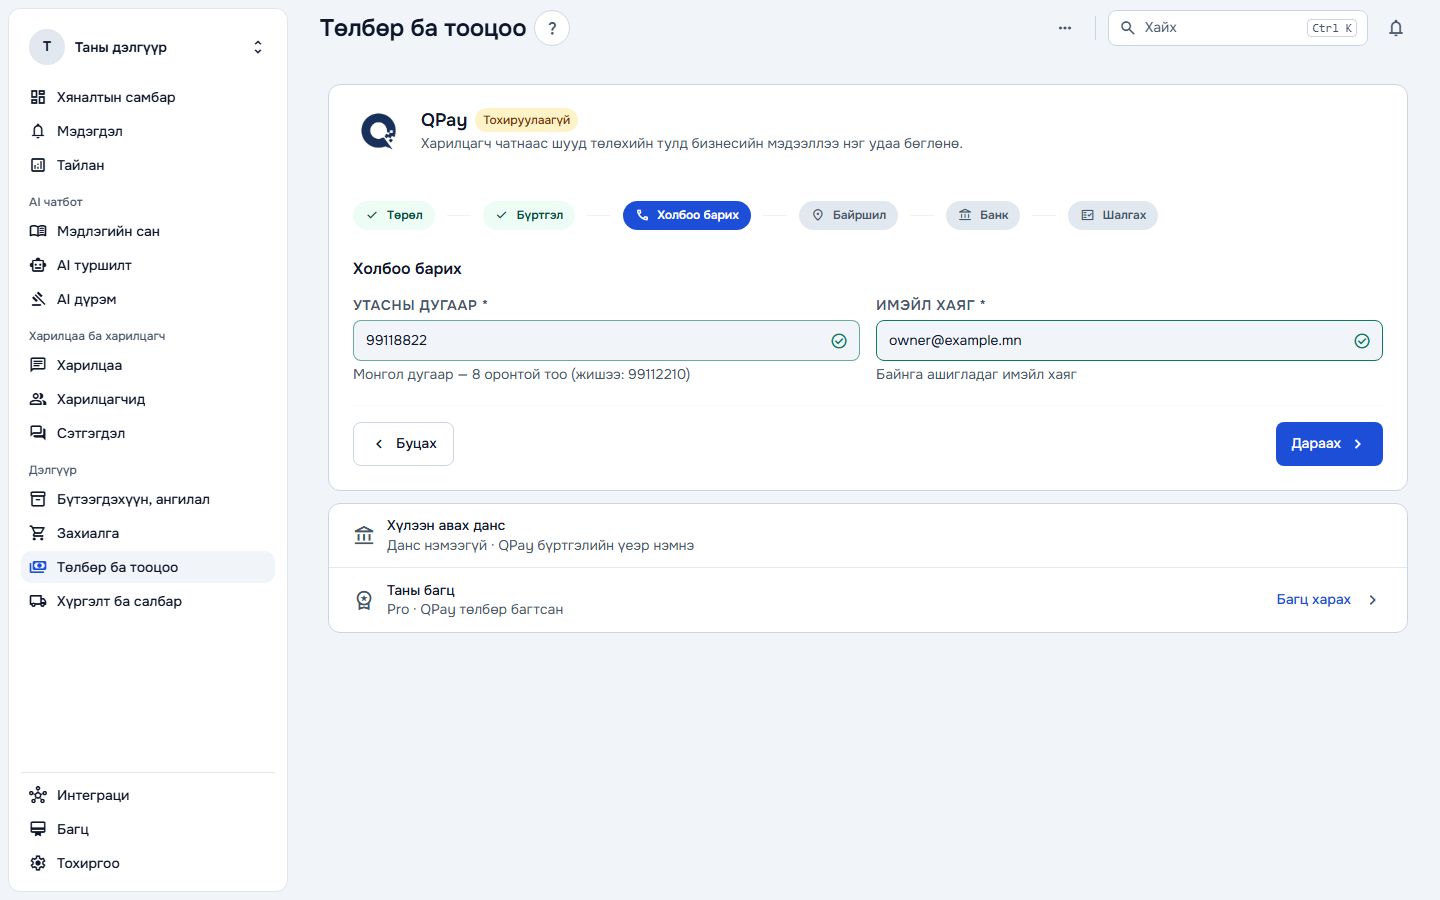 Т Таны дэлгүүр
Хяналтын самбар
Мэдэгдэл
Тайлан
AI чатбот
Мэдлэгийн сан
AI туршилт
AI дүрэм
Харилцаа ба харилцагч
Харилцаа
Харилцагчид
Сэтгэгдэл
Дэлгүүр
Бүтээгдэхүүн, ангилал
Захиалга
Төлбөр ба тооцоо
Хүргэлт ба салбар
Интеграци
Багц
Тохиргоо
Төлбөр ба тооцоо ?
Хайх Ctrl K
QPay Тохируулаагүй
Харилцагч чатнаас шууд төлөхийн тулд бизнесийн мэдээллээ нэг удаа бөглөнө.
Төрөл Бүртгэл Холбоо барих Байршил Банк Шалгах
Холбоо барих
УТАСНЫ ДУГААР *
99118822
Монгол дугаар — 8 оронтой тоо (жишээ: 99112210)
ИМЭЙЛ ХАЯГ *
owner@example.mn
Байнга ашигладаг имэйл хаяг
Буцах
Дараах
Хүлээн авах данс
Данс нэмээгүй · QPay бүртгэлийн үеэр нэмнэ
Таны багц
Pro · QPay төлбөр багтсан
Багц харах